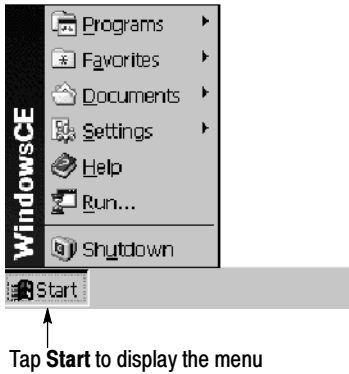 Programs
Favorites
Documents
Settings
Help
Run...
Shutdown
WindowsCE
Start
Tap Start to display the menu